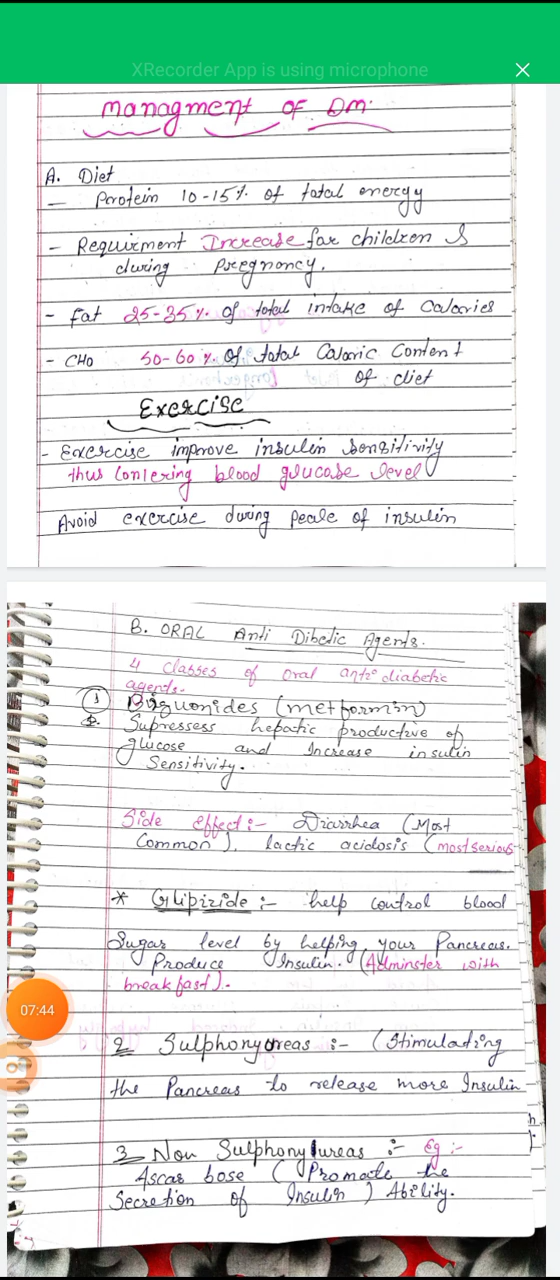 XRecorder App is using microphone
Managment of DM.
A. Diet
- Protein 10-15% of total energy
- Requirment Increase for children &
during Pregnancy.
- Fat 25-35% of total intake of Calories
- CHO 50-60% of total Caloric Content
of diet
Exercise
- Exercise improve insulin sensitivity
thus lowering blood glucose level
Avoid exercise during peale of insulin
B. ORAL Anti Dibetic Agents.
4 classes of oral anti diabetic
agents.
1 Biguonides (metformin)
Supressess hepatic productive of
glucose and Increase insulin
Sensitivity.
Side effect :- Diarrhea (Most
Common), lactic acidosis (most serious
* Glipizide :- help control blood
Sugar level by helping your Pancreas.
Produce Insulin. (Adminster with
breakfast).
07:44
2 Sulphonyureas :- (Stimulating
the Pancreas to release more Insulin
3 Non Sulphonylureas :- Eg :-
Ascar bose (Promote the
Secretion of Insulin) Ability.